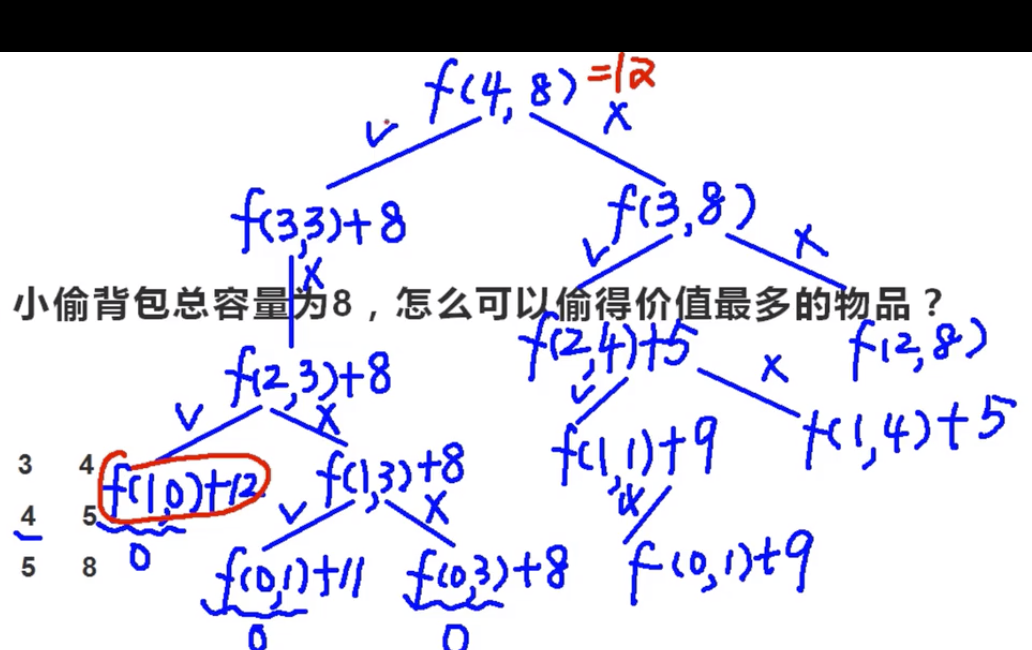 f(4,8) =12
√ ×
f(3,3)+8 f(3,8)
× √ ×
小偷背包总容量为8，怎么可以偷得价值最多的物品？
f(2,3)+8 f(2,4)+5 f(2,8)
√ × √ ×
3 4 f(1,0)+12 f(1,3)+8 f(1,1)+9 f(1,4)+5
4 5 0 √ × ×
5 8 f(0,1)+11 f(0,3)+8 f(0,1)+9
0 0